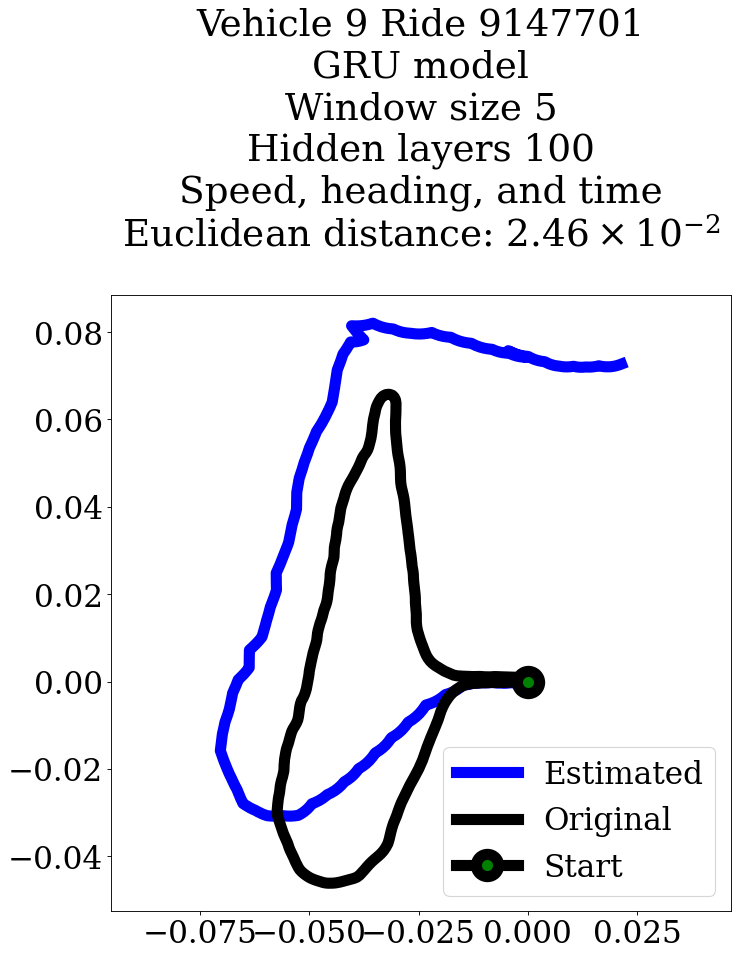 Vehicle 9 Ride 9147701
GRU model
Window size 5
Hidden layers 100
Speed, heading, and time
Euclidean distance: 2.46 × 10⁻²
0.08
0.06
0.04
0.02
0.00
−0.02
−0.04
Estimated
Original
Start
−0.075 −0.050 −0.025 0.000 0.025